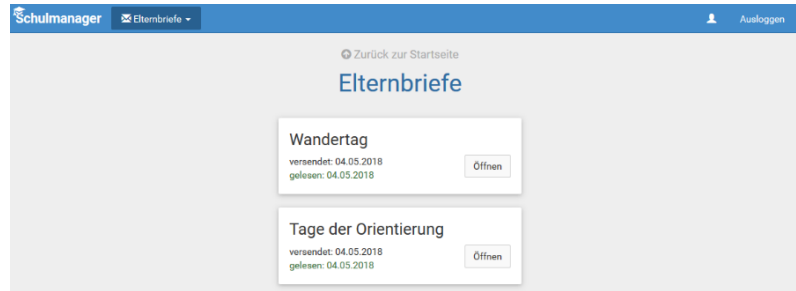 Schulmanager Elternbriefe Ausloggen
Zurück zur Startseite
Elternbriefe
Wandertag
versendet: 04.05.2018
gelesen: 04.05.2018
Öffnen
Tage der Orientierung
versendet: 04.05.2018
gelesen: 04.05.2018
Öffnen